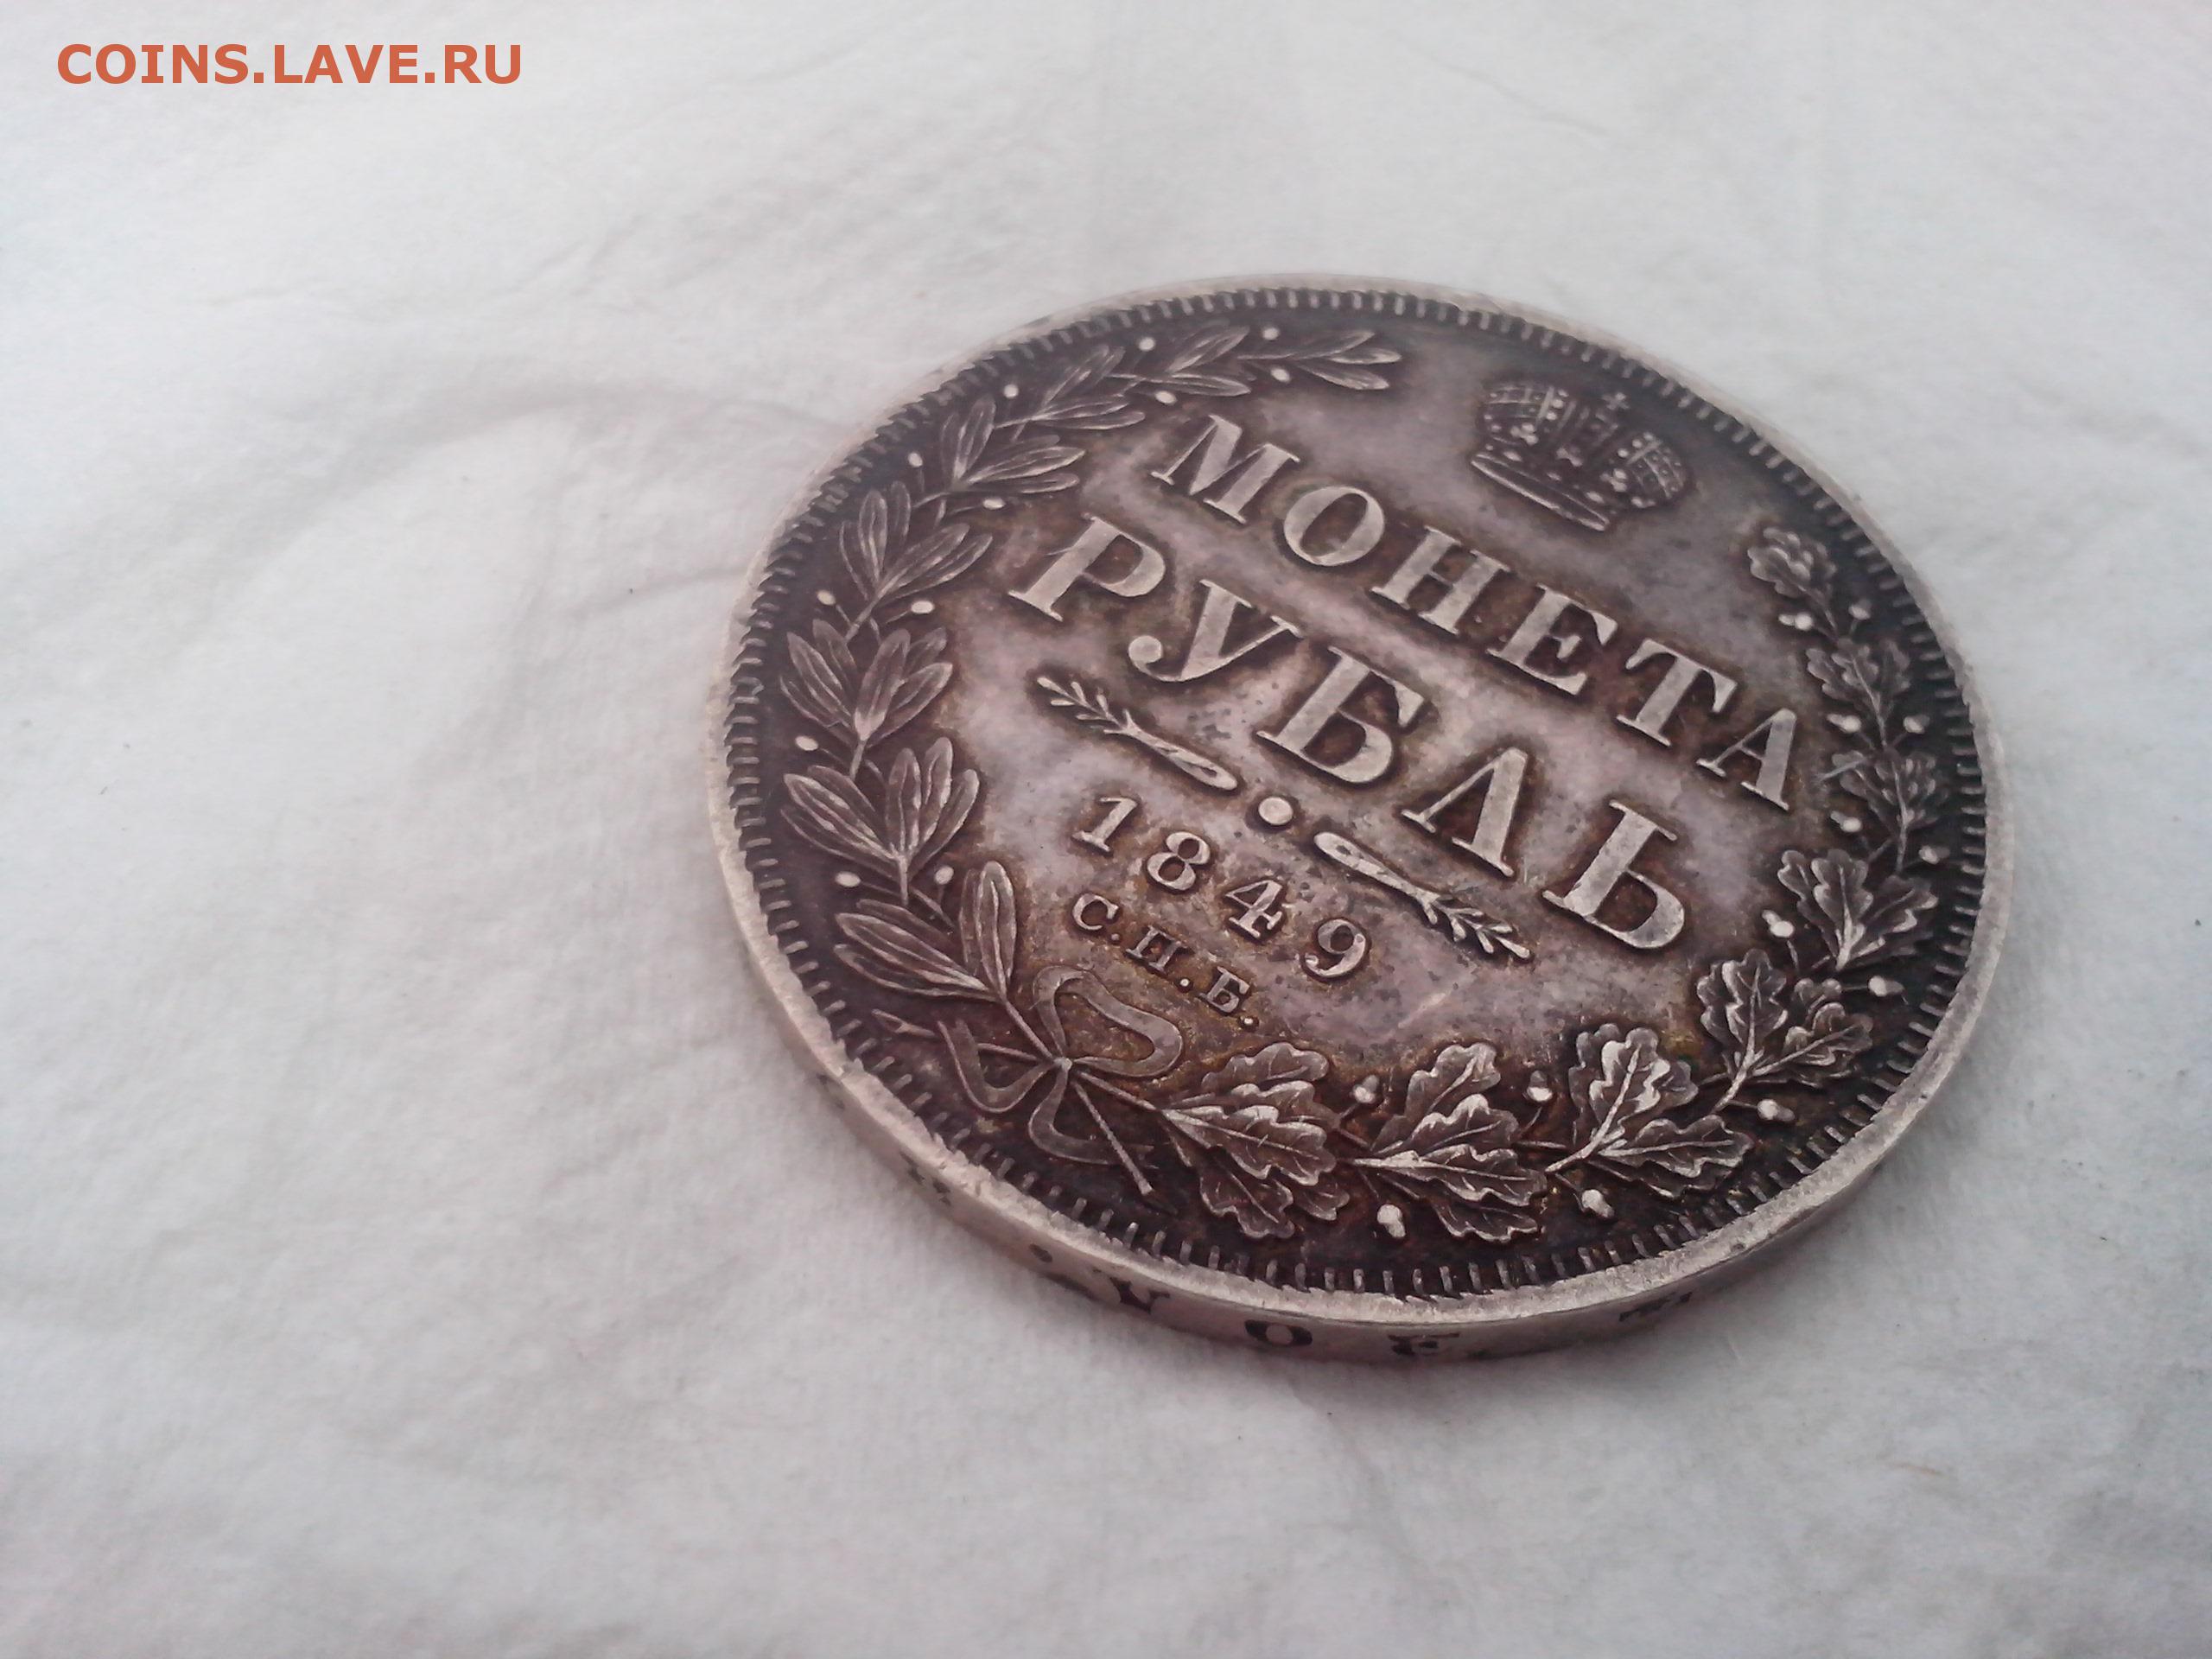 COINS.LAVE.RU
МОНЕТА
РУБЛЬ
1849
С.П.Б.